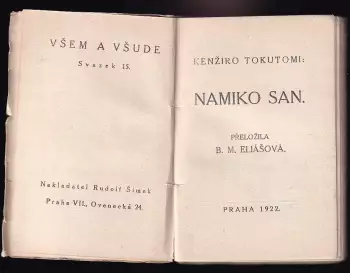 VŠEM A VŠUDE
Svazek 15.
Nakladatel Rudolf Šimek
Praha VII., Ovenecká 24.
KENŽIRO TOKUTOMI:
NAMIKO SAN.
PŘELOŽILA
B. M. ELIÁŠOVÁ.
PRAHA 1922.